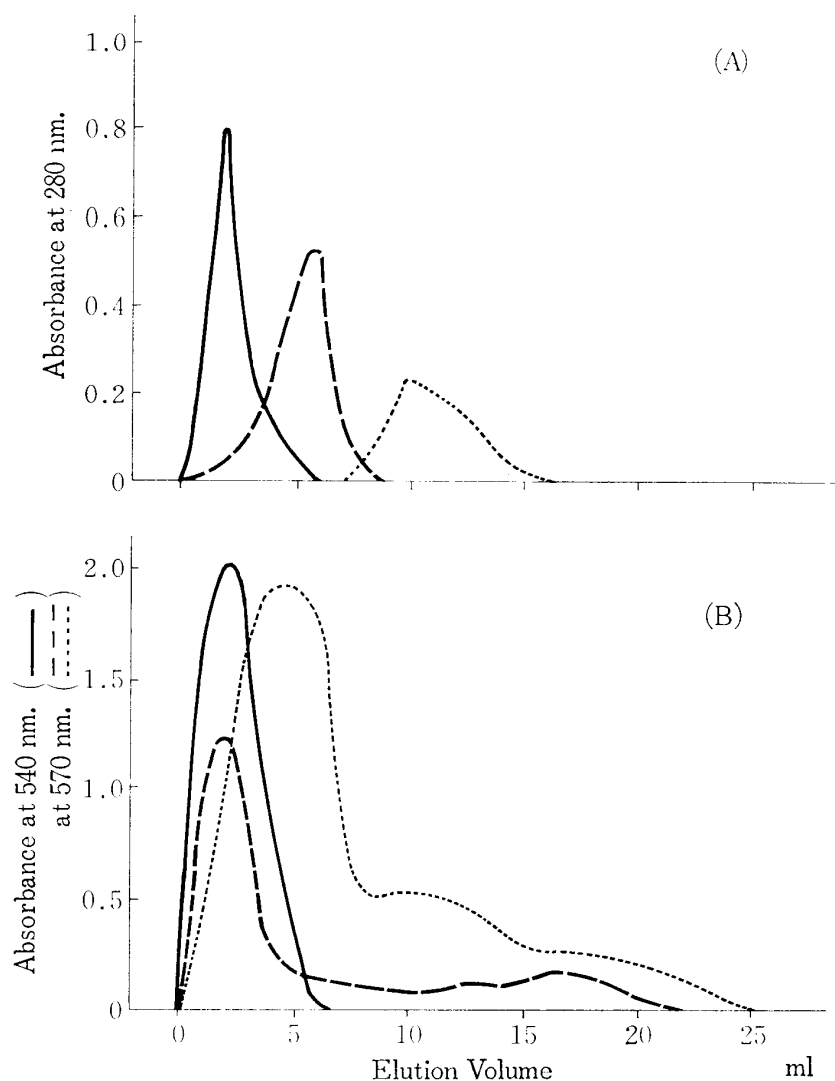 (A)
Absorbance at 280 nm.
1.0
0.8
0.6
0.4
0.2
0
(B)
Absorbance at 540 nm. (
)
at 570 nm. (
)
2.0
1.5
1.0
0.5
0
0 5 10 15 20 25 ml
Elution Volume